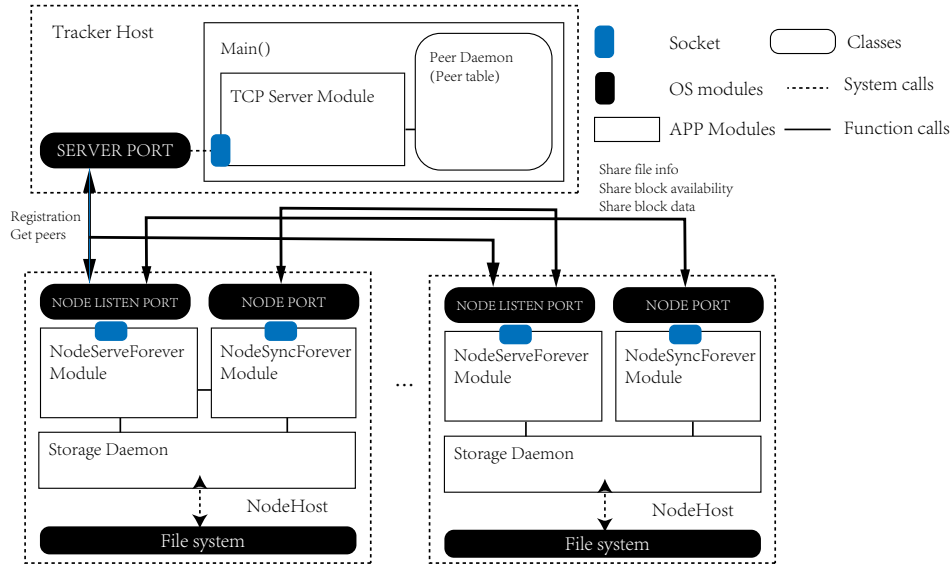 Tracker Host
Main()
Peer Daemon
(Peer table)
TCP Server Module
SERVER PORT
Socket
Classes
OS modules
System calls
APP Modules
Function calls
Share file info
Share block availability
Share block data
Registration
Get peers
NODE LISTEN PORT
NODE PORT
NODE LISTEN PORT
NODE PORT
NodeServeForever
Module
NodeSyncForever
Module
...
NodeServeForever
Module
NodeSyncForever
Module
Storage Daemon
Storage Daemon
NodeHost
NodeHost
File system
File system